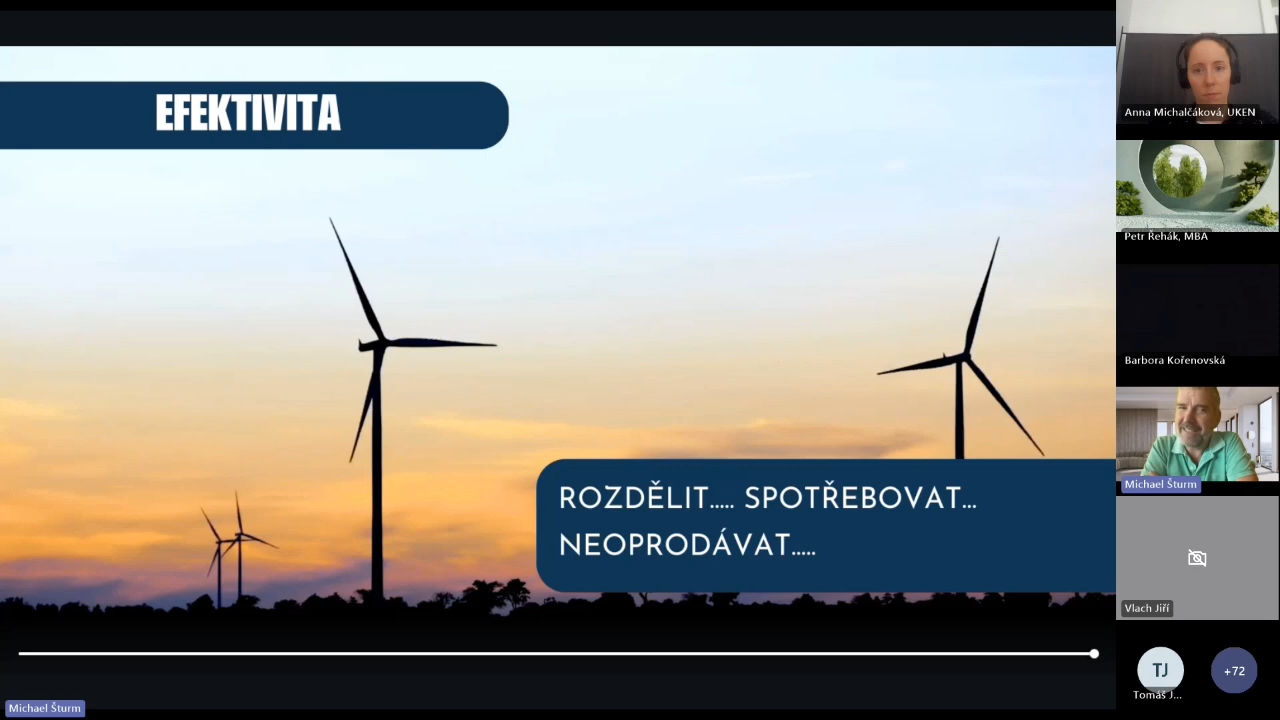 EFEKTIVITA
ROZDĚLIT..... SPOTŘEBOVAT...
NEOPRODÁVAT.....
Michael Šturm
Anna Michalčáková, UKEN
Petr Řehák, MBA
Barbora Kořenovská
Michael Šturm
Vlach Jiří
TJ
Tomáš J...
+72